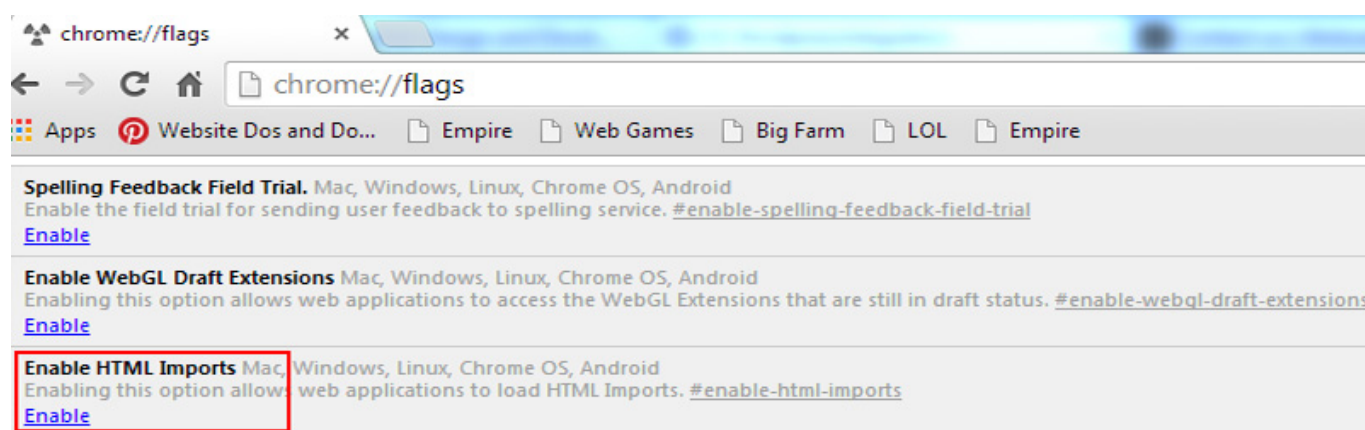 chrome://flags
chrome://flags
Apps Website Dos and Do... Empire Web Games Big Farm LOL Empire
Spelling Feedback Field Trial. Mac, Windows, Linux, Chrome OS, Android
Enable the field trial for sending user feedback to spelling service. #enable-spelling-feedback-field-trial
Enable
Enable WebGL Draft Extensions Mac, Windows, Linux, Chrome OS, Android
Enabling this option allows web applications to access the WebGL Extensions that are still in draft status. #enable-webgl-draft-extensions
Enable
Enable HTML Imports Mac, Windows, Linux, Chrome OS, Android
Enabling this option allows web applications to load HTML Imports. #enable-html-imports
Enable